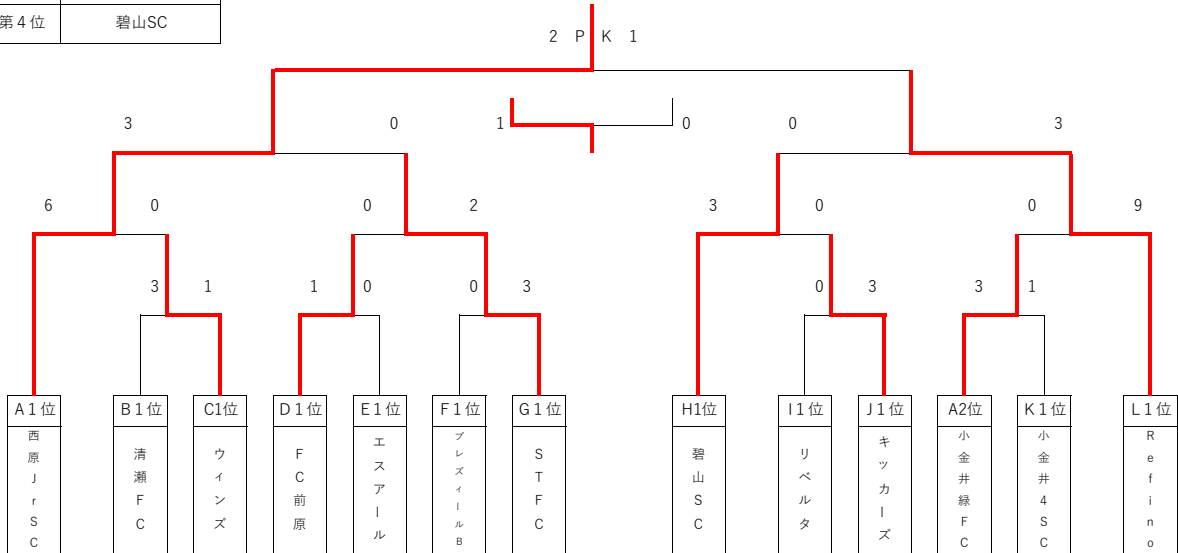 第４位 碧山SC
2 P K 1
3 0 1 0 0 3
6 0 0 2 3 0 0 9
3 1 1 0 0 3 0 3 3 1
A１位 B１位 C1位 D１位 E１位 F１位 G１位 H1位 I１位 J１位 A2位 K１位 L１位
西原JrSC
清瀬FC
ウィンズ
FC前原
エスアール
ブレズィールB
STFC
碧山SC
リベルタ
キッカーズ
小金井緑FC
小金井4SC
Refino